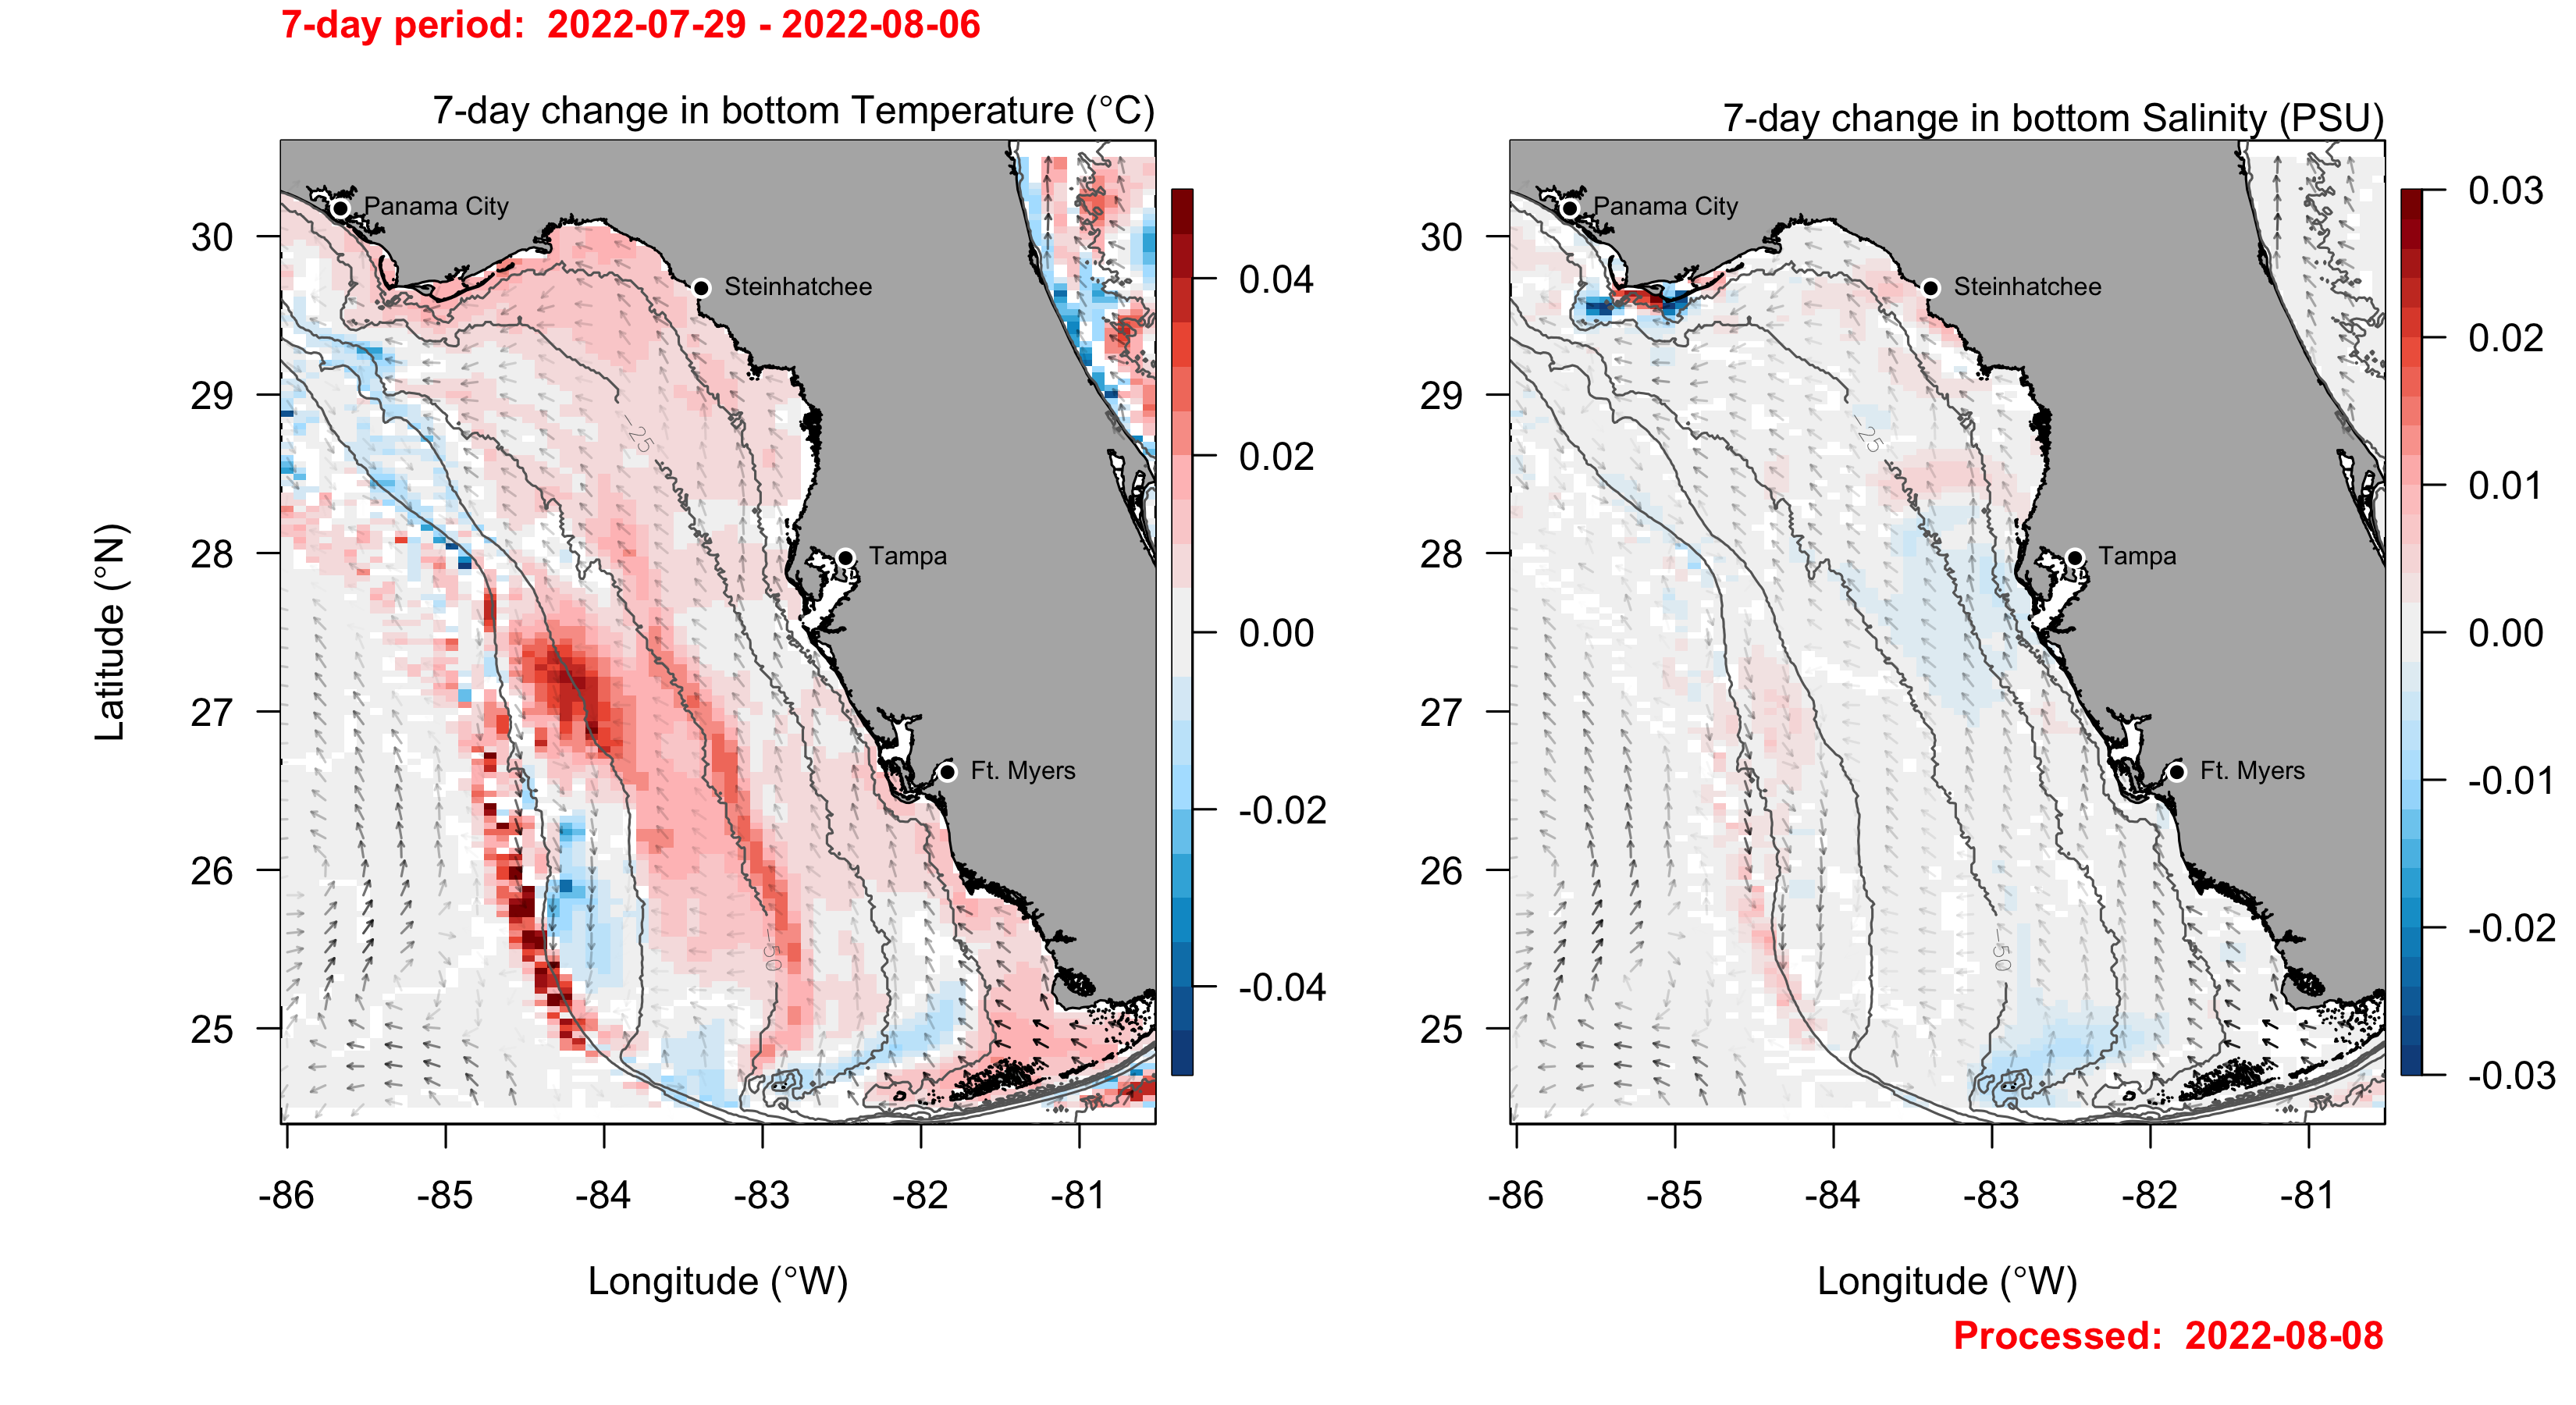 7-day period:  2022-07-29 - 2022-08-06
7-day change in bottom Temperature (°C)
Panama City
Steinhatchee
Tampa
Ft. Myers
-25
-50
30
29
28
27
26
25
Latitude (°N)
-86
-85
-84
-83
-82
-81
Longitude (°W)
0.04
0.02
0.00
-0.02
-0.04
7-day change in bottom Salinity (PSU)
Panama City
Steinhatchee
Tampa
Ft. Myers
-25
-50
30
29
28
27
26
25
-86
-85
-84
-83
-82
-81
Longitude (°W)
0.03
0.02
0.01
0.00
-0.01
-0.02
-0.03
Processed:  2022-08-08